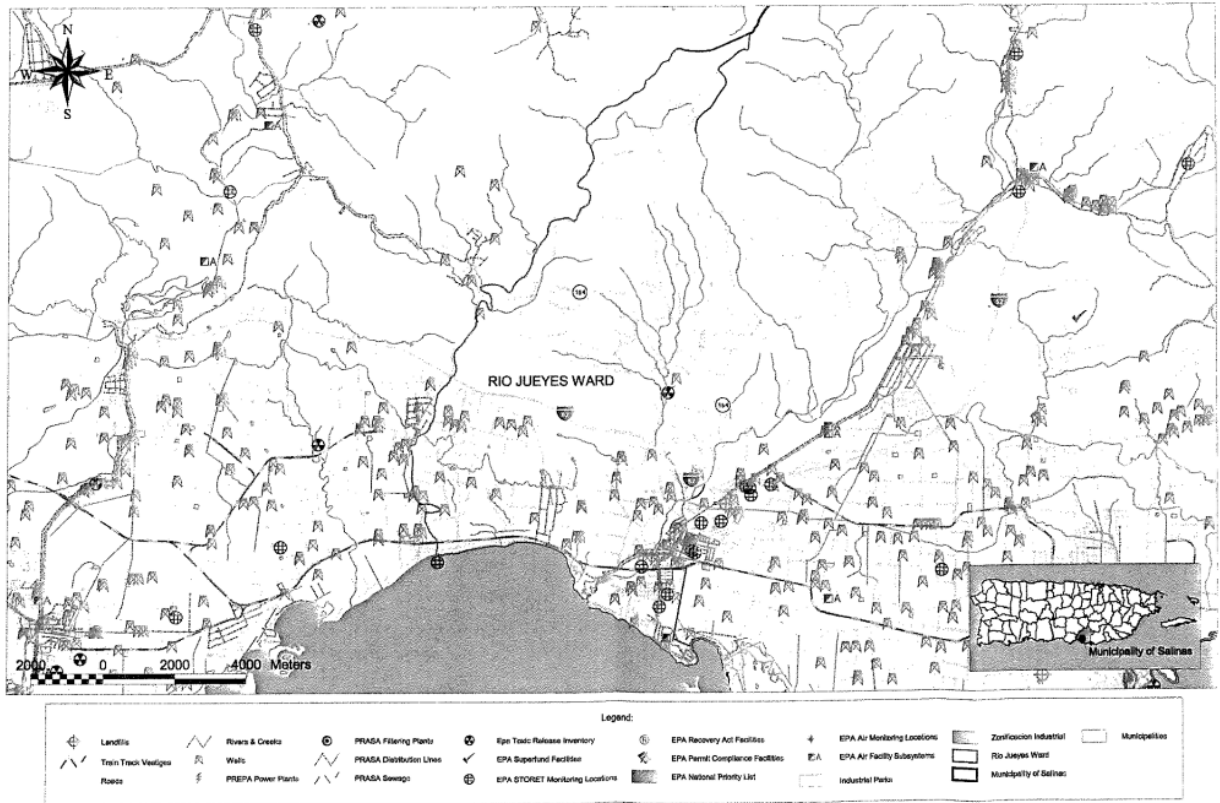 N
W E
S
A
A
A
164
RIO JUEYES WARD
164
A
A
2000 0 2000 4000 Meters
Municipality of Salinas
Legend:
Landfills Rivers & Creeks PRASA Filtering Plants Epa Toxic Release Inventory EPA Recovery Act Facilities EPA Air Monitoring Locations Zonificacion Industrial Municipalities
Train Track Vestiges Wells PRASA Distribution Lines EPA Superfund Facilities EPA Permit Compliance Facilities EPA Air Facility Subsystems Rio Jueyes Ward
Roads PREPA Power Plants PRASA Sewage EPA STORET Monitoring Locations EPA National Priority List Industrial Parks Municipality of Salinas